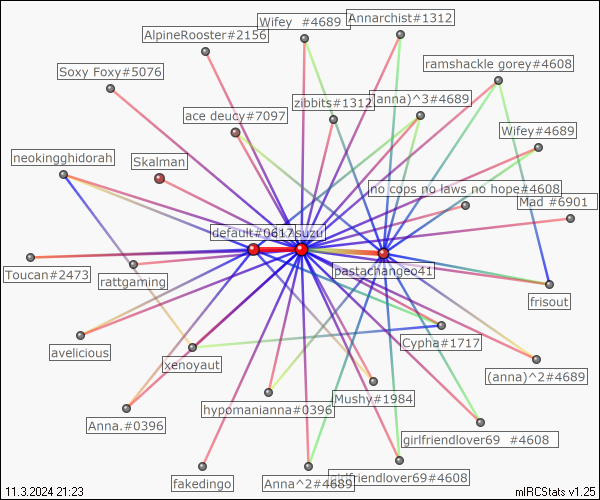 Wifey  #4689
Annarchist#1312
AlpineRooster#2156
ramshackle gorey#4608
Soxy Foxy#5076
zibbits#1312
(anna)^3#4689
ace deucy#7097
Wifey#4689
neokingghidorah
Skalman
no cops no laws no hope#4608
Mad #6901
default#0617
suzu
pastachangeo41
Toucan#2473
rattgaming
frisout
Cypha#1717
avelicious
xenoyaut
(anna)^2#4689
Mushy#1984
hypomanianna#0396
Anna.#0396
girlfriendlover69  #4608
fakedingo
Anna^2#4689
girlfriendlover69#4608
11.3.2024 21:23
mIRCStats v1.25